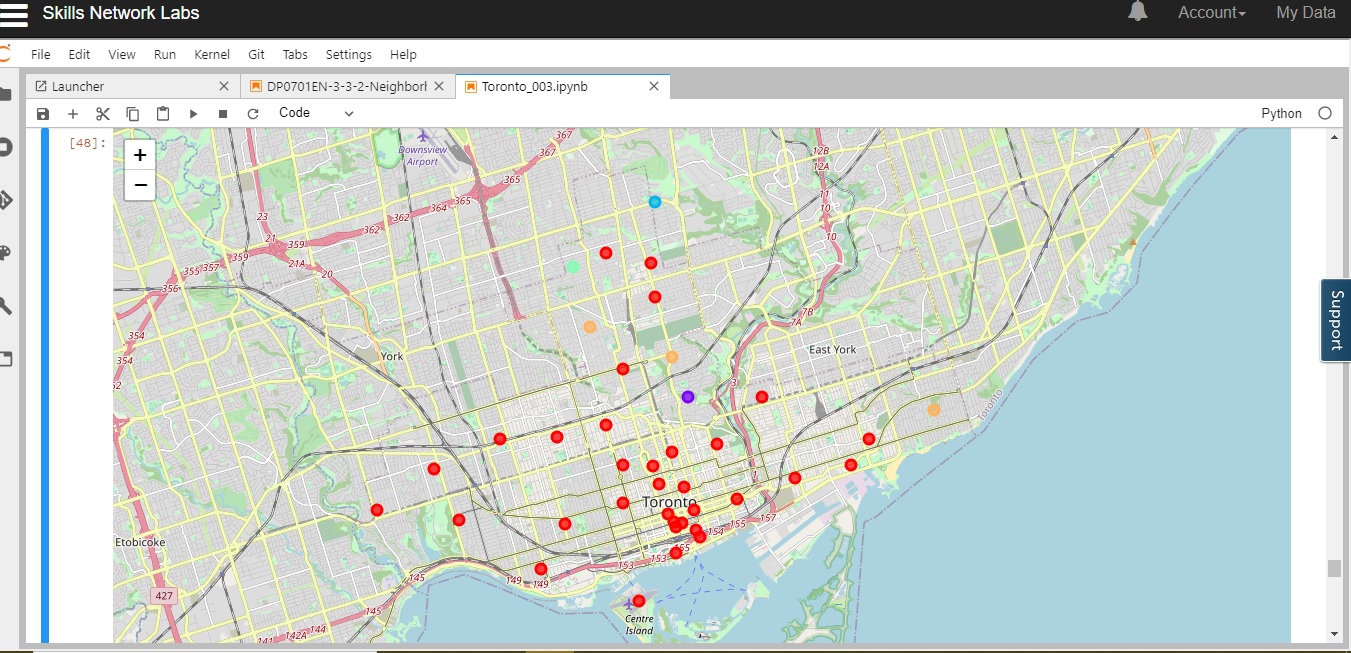 Skills Network Labs Account My Data
File Edit View Run Kernel Git Tabs Settings Help
Launcher DP0701EN-3-3-2-Neighborh Toronto_003.ipynb
Code Python
[48]:
+
−
Downsview
Airport
367
367
12B
12A
365
365
364
362
362
11
10
10
23
21
359
359
21A
20
357
355
356
354
354
52
York
7B
7A
East York
3
Support
Toronto
Toronto
Etobicoke
427
157
155
154
155
153
153
149
149
145
145
144
142A
141
Centre
Island